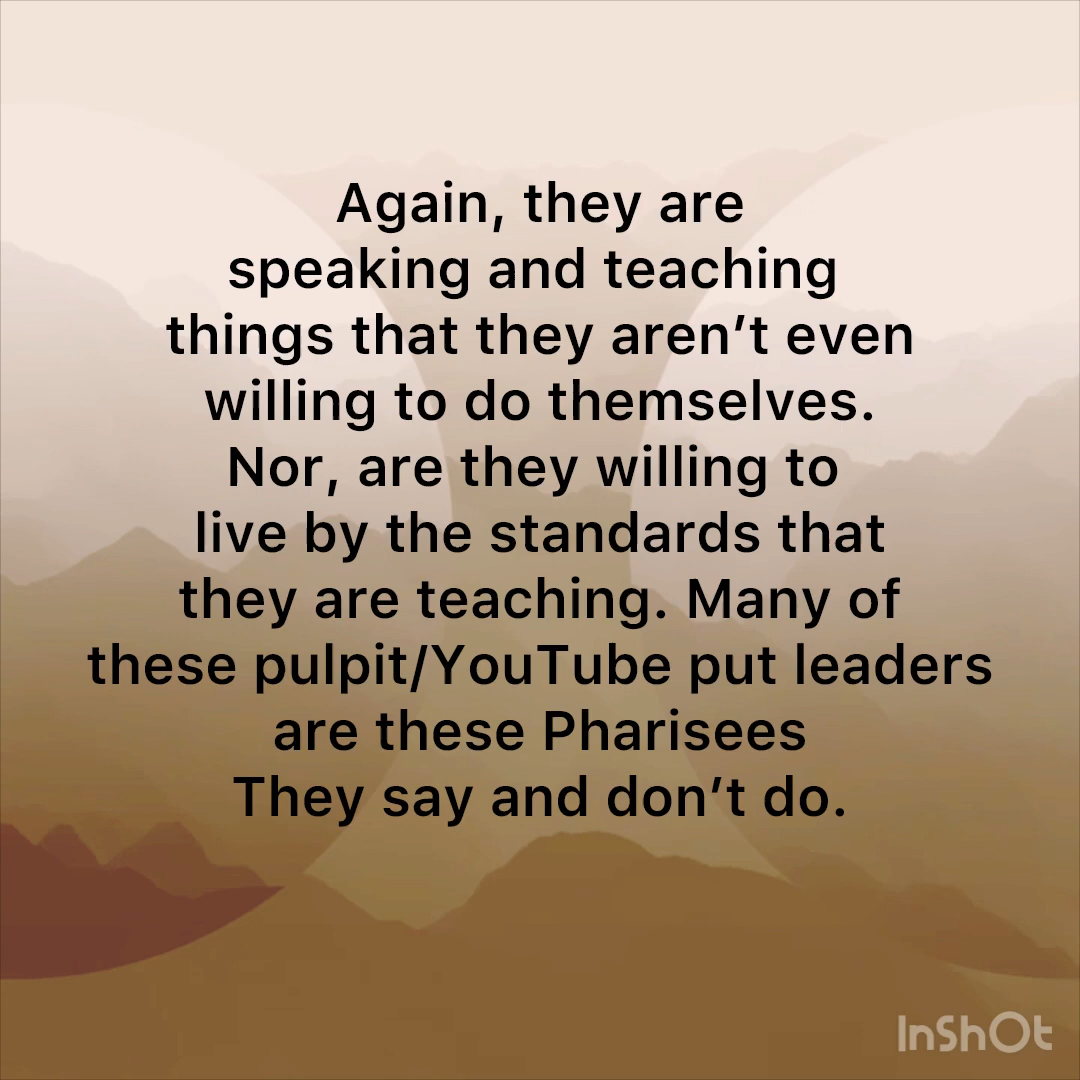 Again, they are
speaking and teaching
things that they aren’t even
willing to do themselves.
Nor, are they willing to
live by the standards that
they are teaching. Many of
these pulpit/YouTube put leaders
are these Pharisees
They say and don’t do.
InShOt